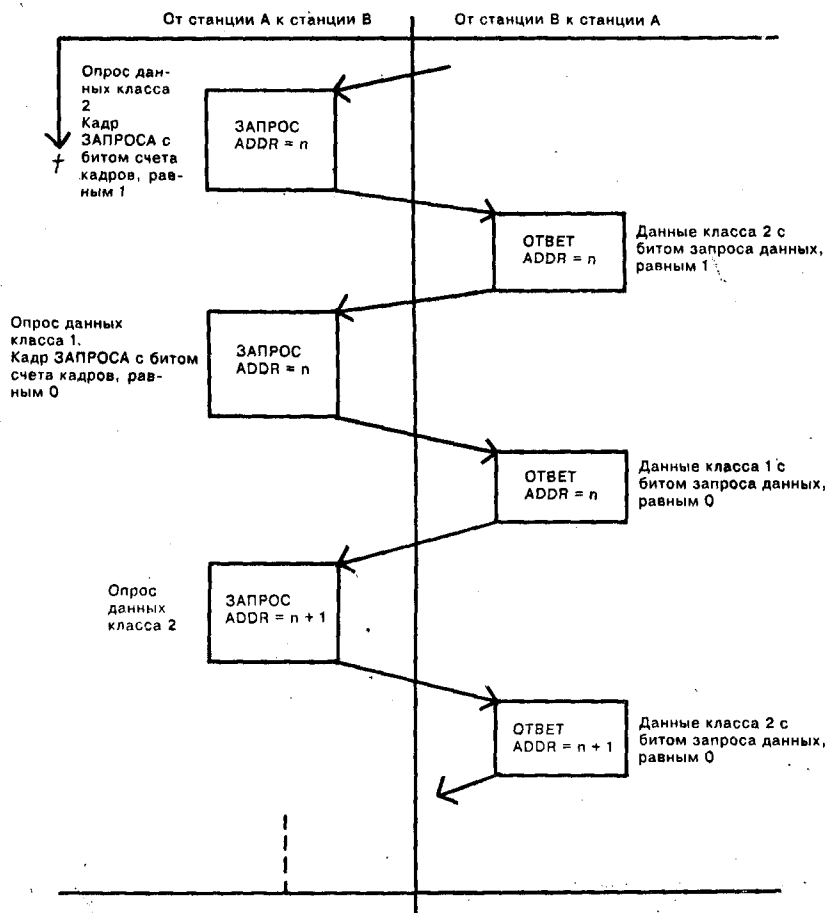 От станции А к станции В
От станции В к станции А
Опрос дан-
ных класса
2
Кадр
ЗАПРОСА с
битом счета
кадров, рав-
ным 1
t
ЗАПРОС
ADDR = n
ОТВЕТ
ADDR = n
Данные класса 2 с
битом запроса данных,
равным 1
Опрос данных
класса 1.
Кадр ЗАПРОСА с битом
счета кадров, рав-
ным 0
ЗАПРОС
ADDR = n
ОТВЕТ
ADDR = n
Данные класса 1 с
битом запроса данных,
равным 0
Опрос
данных
класса 2
ЗАПРОС
ADDR = n + 1
ОТВЕТ
ADDR = n + 1
Данные класса 2 с
битом запроса данных,
равным 0